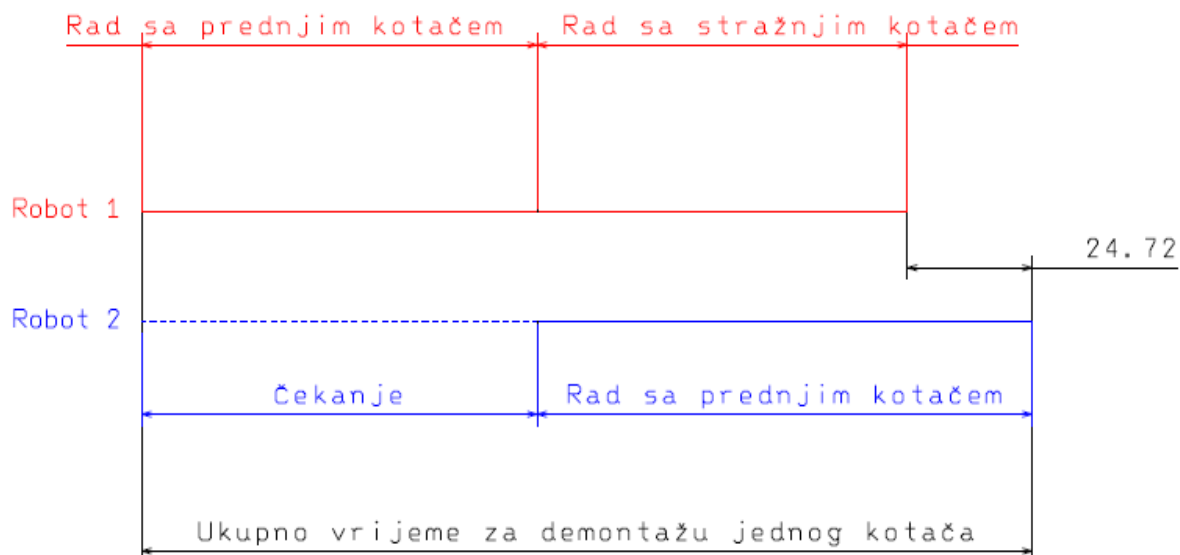 Rad sa prednjim kotačem
Rad sa stražnjim kotačem
Robot 1
24.72
Robot 2
Čekanje
Rad sa prednjim kotačem
Ukupno vrijeme za demontažu jednog kotača